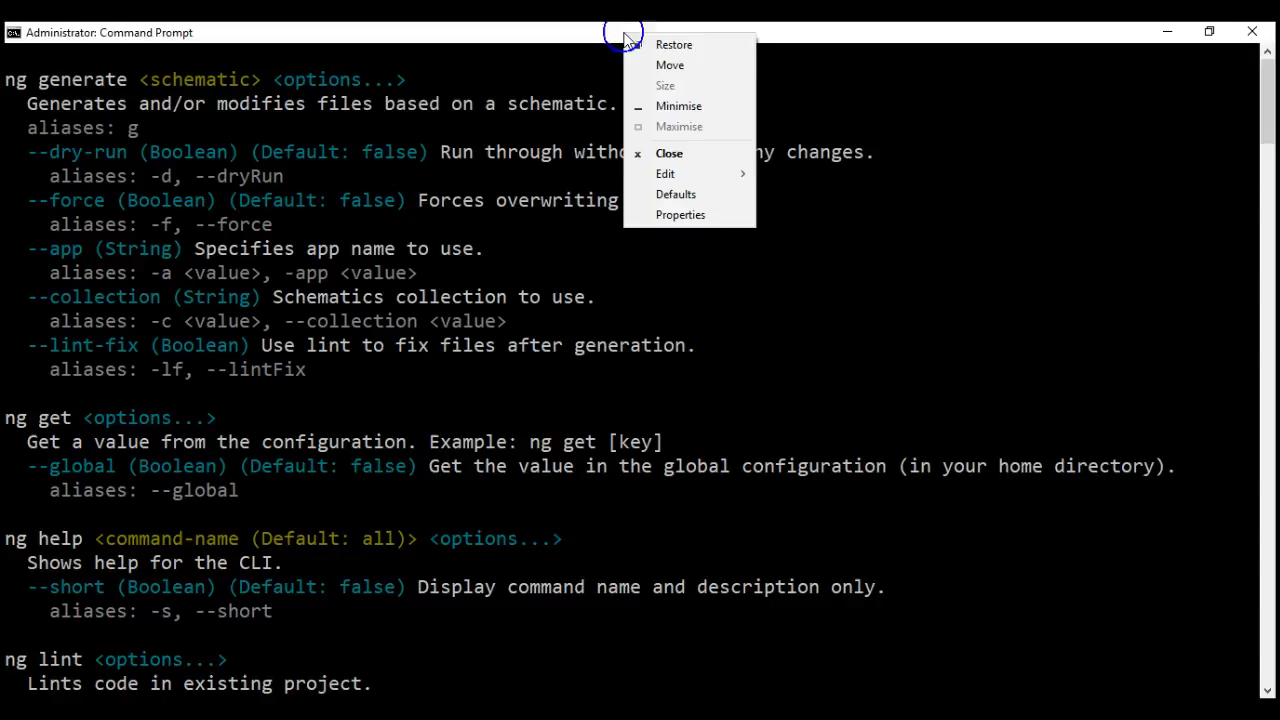 Administrator: Command Prompt
Restore
Move
Size
Minimise
Maximise
Close
Edit
Defaults
Properties
ng generate <schematic> <options...>
Generates and/or modifies files based on a schematic.
aliases: g
--dry-run (Boolean) (Default: false) Run through ny changes.
aliases: -d, --dryRun
--force (Boolean) (Default: false) Forces overwriting
aliases: -f, --force
--app (String) Specifies app name to use.
aliases: -a <value>, -app <value>
--collection (String) Schematics collection to use.
aliases: -c <value>, --collection <value>
--lint-fix (Boolean) Use lint to fix files after generation.
aliases: -lf, --lintFix
ng get <options...>
Get a value from the configuration. Example: ng get [key]
--global (Boolean) (Default: false) Get the value in the global configuration (in your home directory).
aliases: --global
ng help <command-name (Default: all)> <options...>
Shows help for the CLI.
--short (Boolean) (Default: false) Display command name and description only.
aliases: -s, --short
ng lint <options...>
Lints code in existing project.